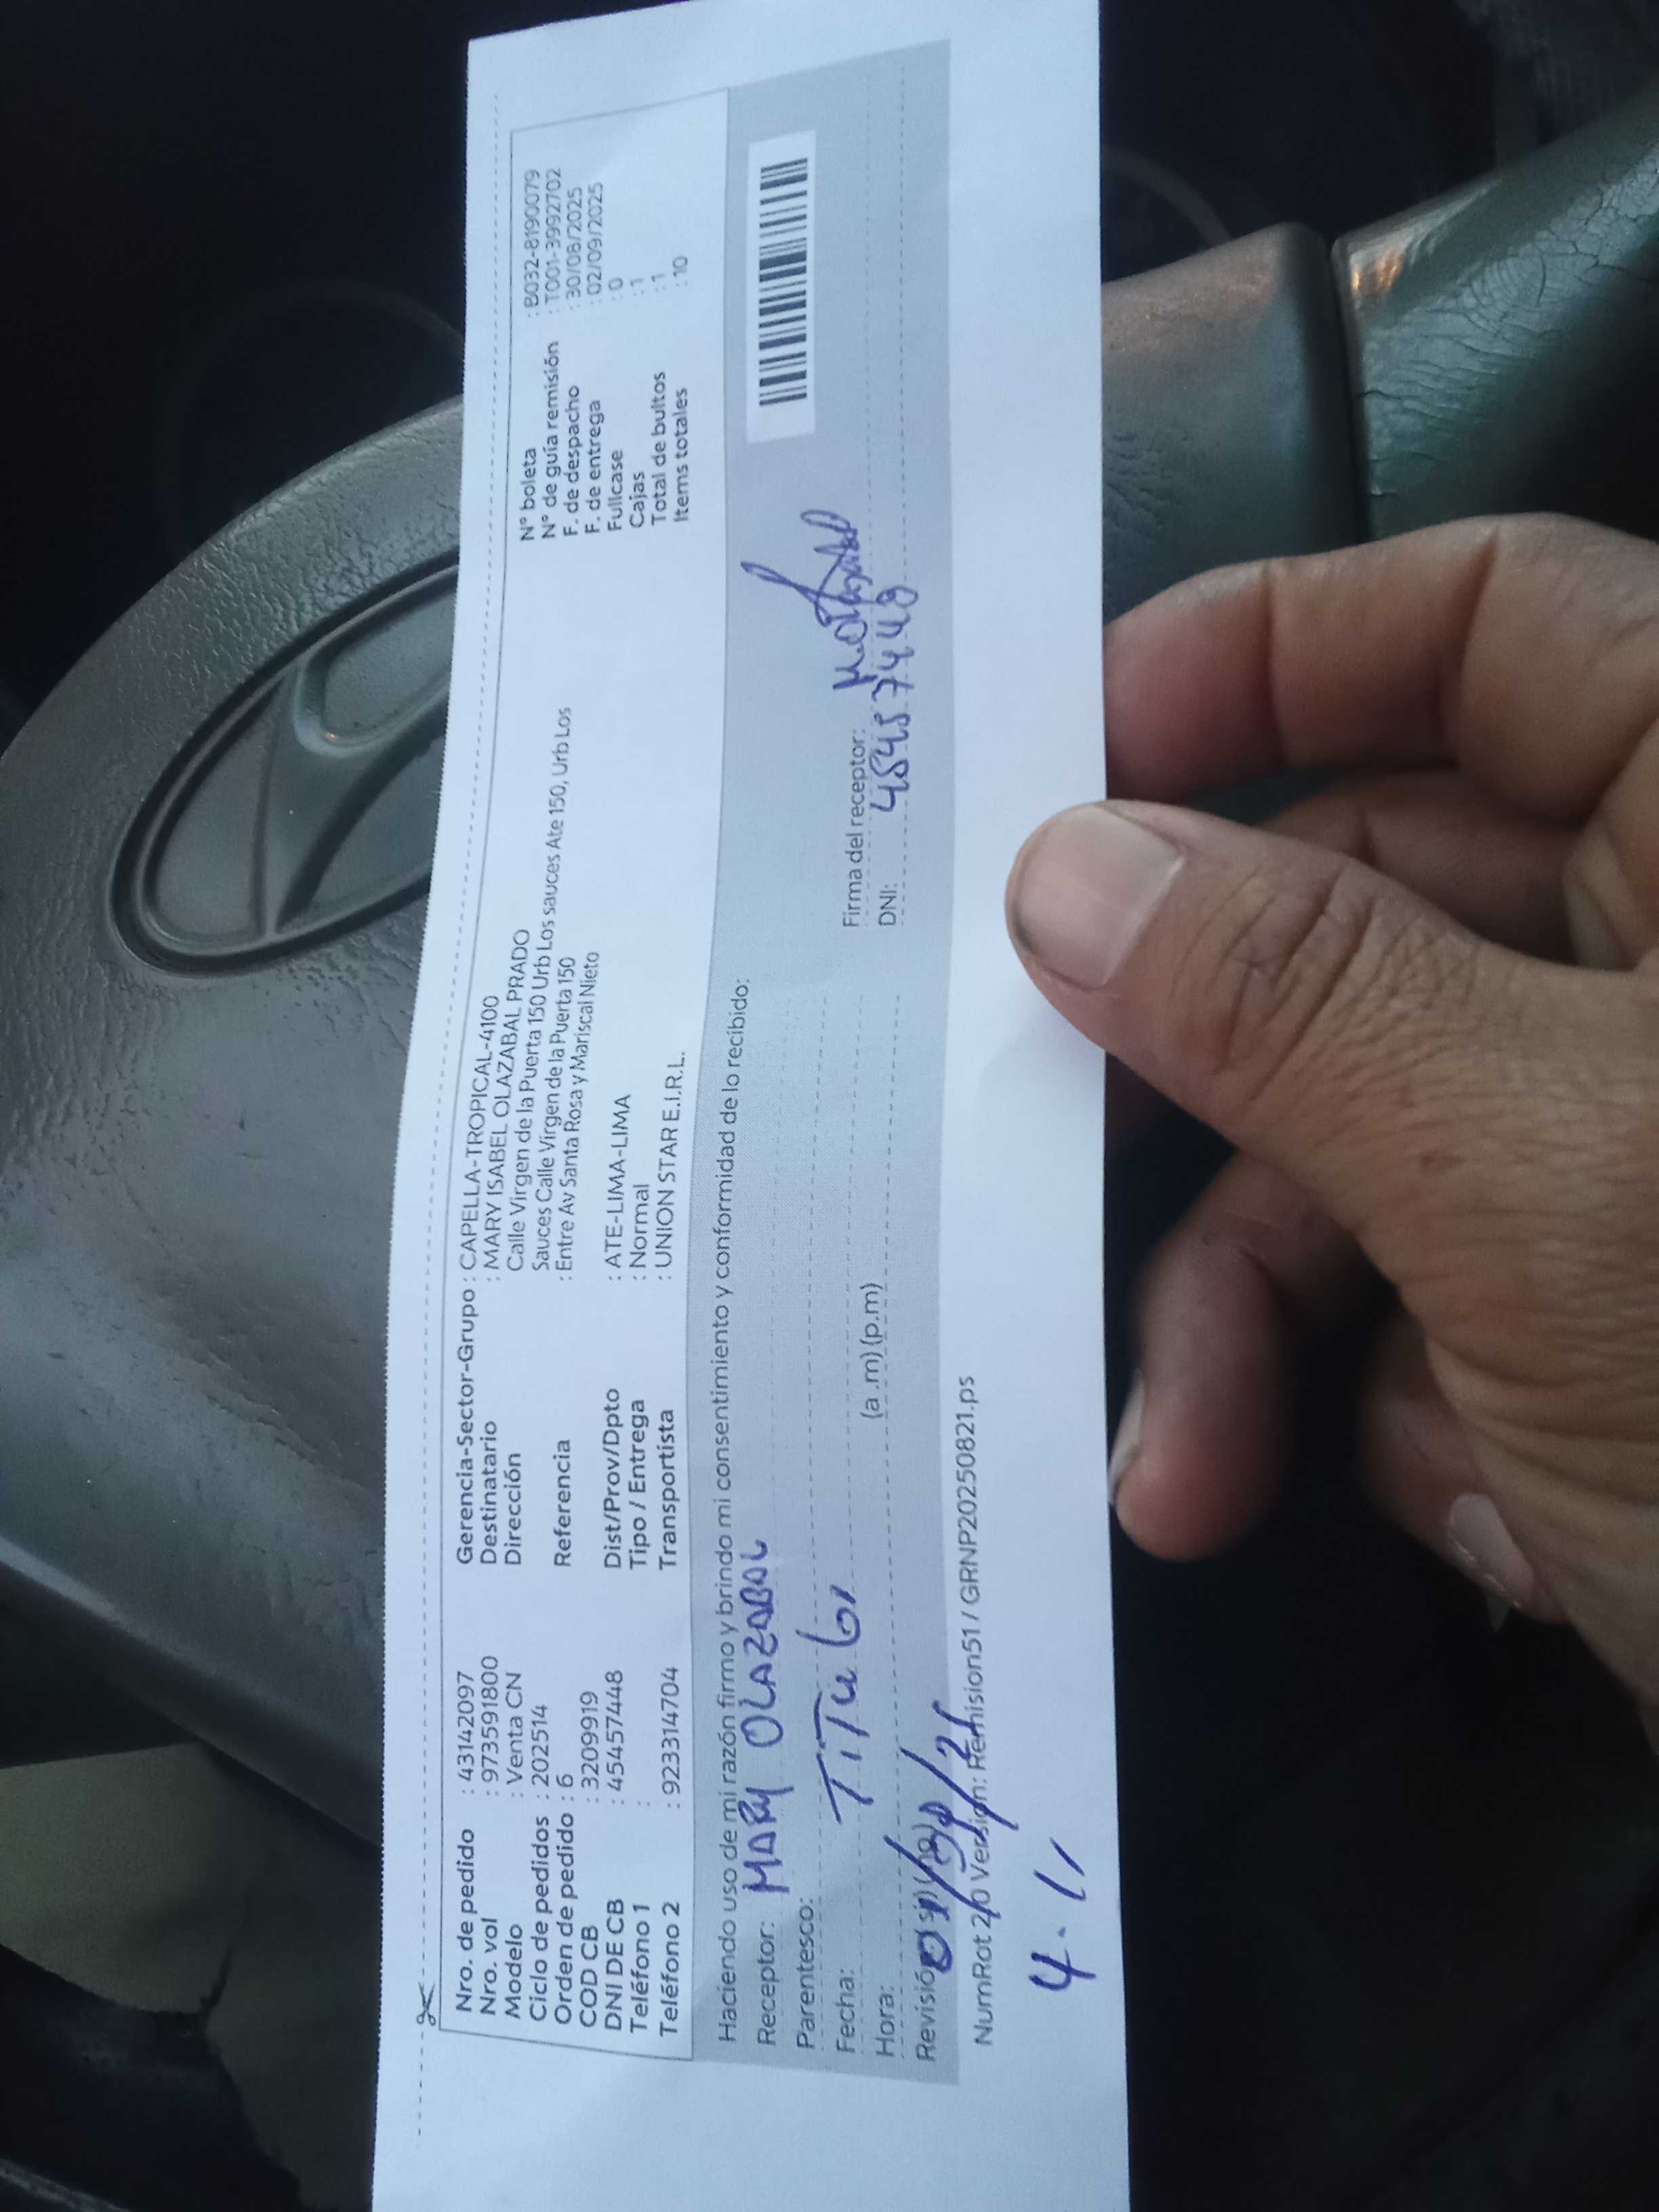 Nro. de pedido : 43142097
Nro. vol : 973591800
Modelo : Venta CN
Ciclo de pedidos : 202514
Orden de pedido : 6
COD CB : 3209919
DNI DE CB : 45457448
Teléfono 1 :
Teléfono 2 : 923314704
Gerencia-Sector-Grupo : CAPELLA-TROPICAL-4100
Destinatario : MARY ISABEL OLAZABAL PRADO
Dirección Calle Virgen de la Puerta 150 Urb Los sauces Ate 150, Urb Los
Sauces Calle Virgen de la Puerta 150
Referencia : Entre Av Santa Rosa y Mariscal Nieto
Dist/Prov/Dpto : ATE-LIMA-LIMA
Tipo / Entrega : Normal
Transportista : UNION STAR E.I.R.L.
N° boleta : B032-8190079
N° de guía remisión : T001-3992702
F. de despacho : 30/08/2025
F. de entrega : 02/09/2025
Fullcase : 0
Cajas : 1
Total de bultos : 1
Items totales : 10
Haciendo uso de mi razón firmo y brindo mi consentimiento y conformidad de lo recibido:
Receptor: MARY OLAZABOL
Parentesco: TiTular
Fecha:
Hora: (a .m) (p.m)
Revisión
Firma del receptor:
DNI: 45457448
NumRot 2/0 Version: Remision51 / GRNP20250821.ps